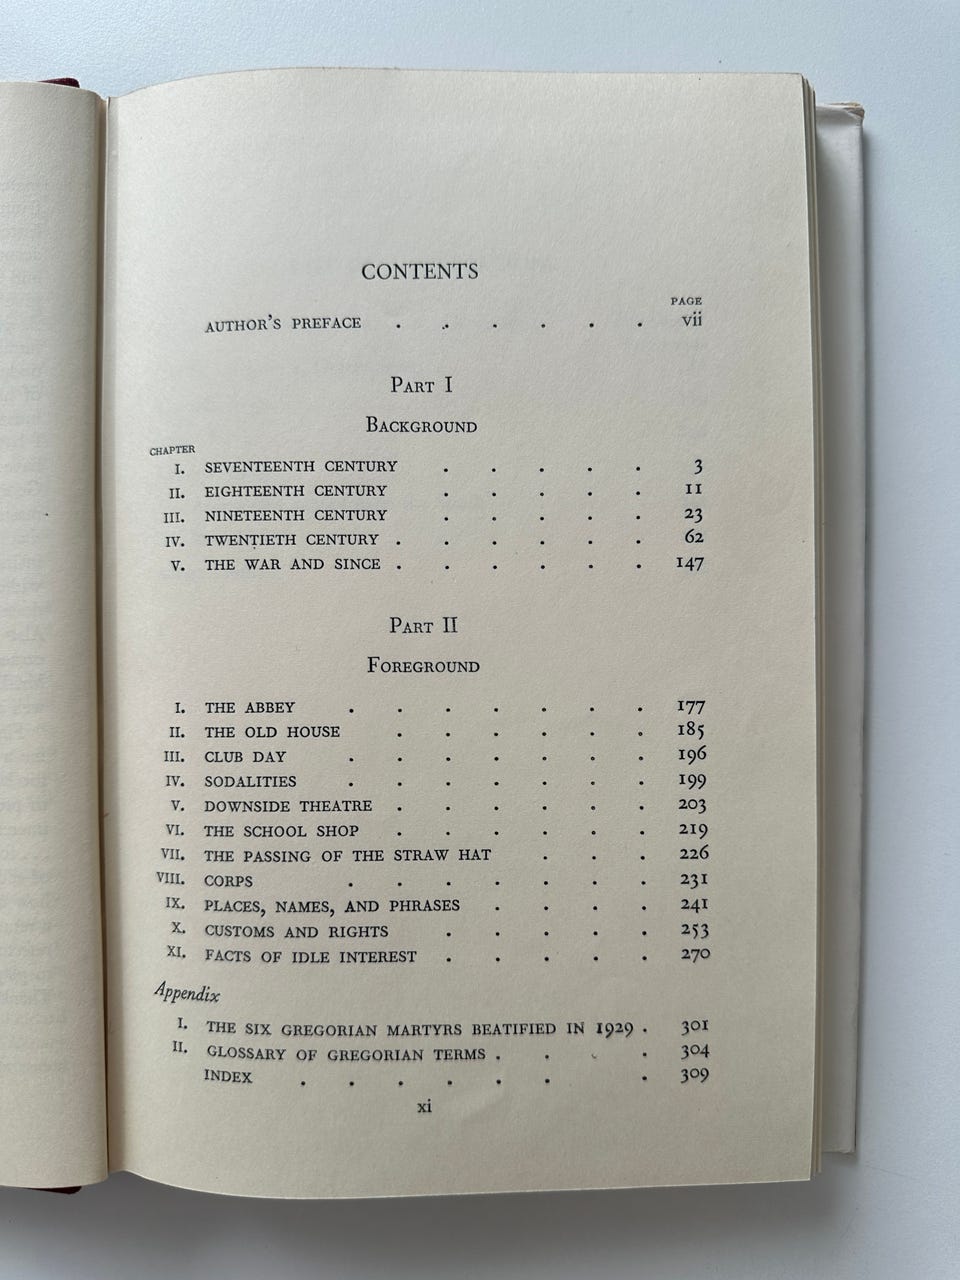 CONTENTS
PAGE
AUTHOR'S PREFACE . . . . . . vii
PART I
BACKGROUND
CHAPTER
I. SEVENTEENTH CENTURY . . . . . 3
II. EIGHTEENTH CENTURY . . . . . 11
III. NINETEENTH CENTURY . . . . . 23
IV. TWENTIETH CENTURY . . . . . . 62
V. THE WAR AND SINCE . . . . . . 147
PART II
FOREGROUND
I. THE ABBEY . . . . . . . 177
II. THE OLD HOUSE . . . . . . 185
III. CLUB DAY . . . . . . . 196
IV. SODALITIES . . . . . . . 199
V. DOWNSIDE THEATRE . . . . . . 203
VI. THE SCHOOL SHOP . . . . . . 219
VII. THE PASSING OF THE STRAW HAT . . . 226
VIII. CORPS . . . . . . . 231
IX. PLACES, NAMES, AND PHRASES . . . . 241
X. CUSTOMS AND RIGHTS . . . . . 253
XI. FACTS OF IDLE INTEREST . . . . . 270
Appendix
I. THE SIX GREGORIAN MARTYRS BEATIFIED IN 1929 . 301
II. GLOSSARY OF GREGORIAN TERMS . . . . 304
INDEX . . . . . . . 309
xi